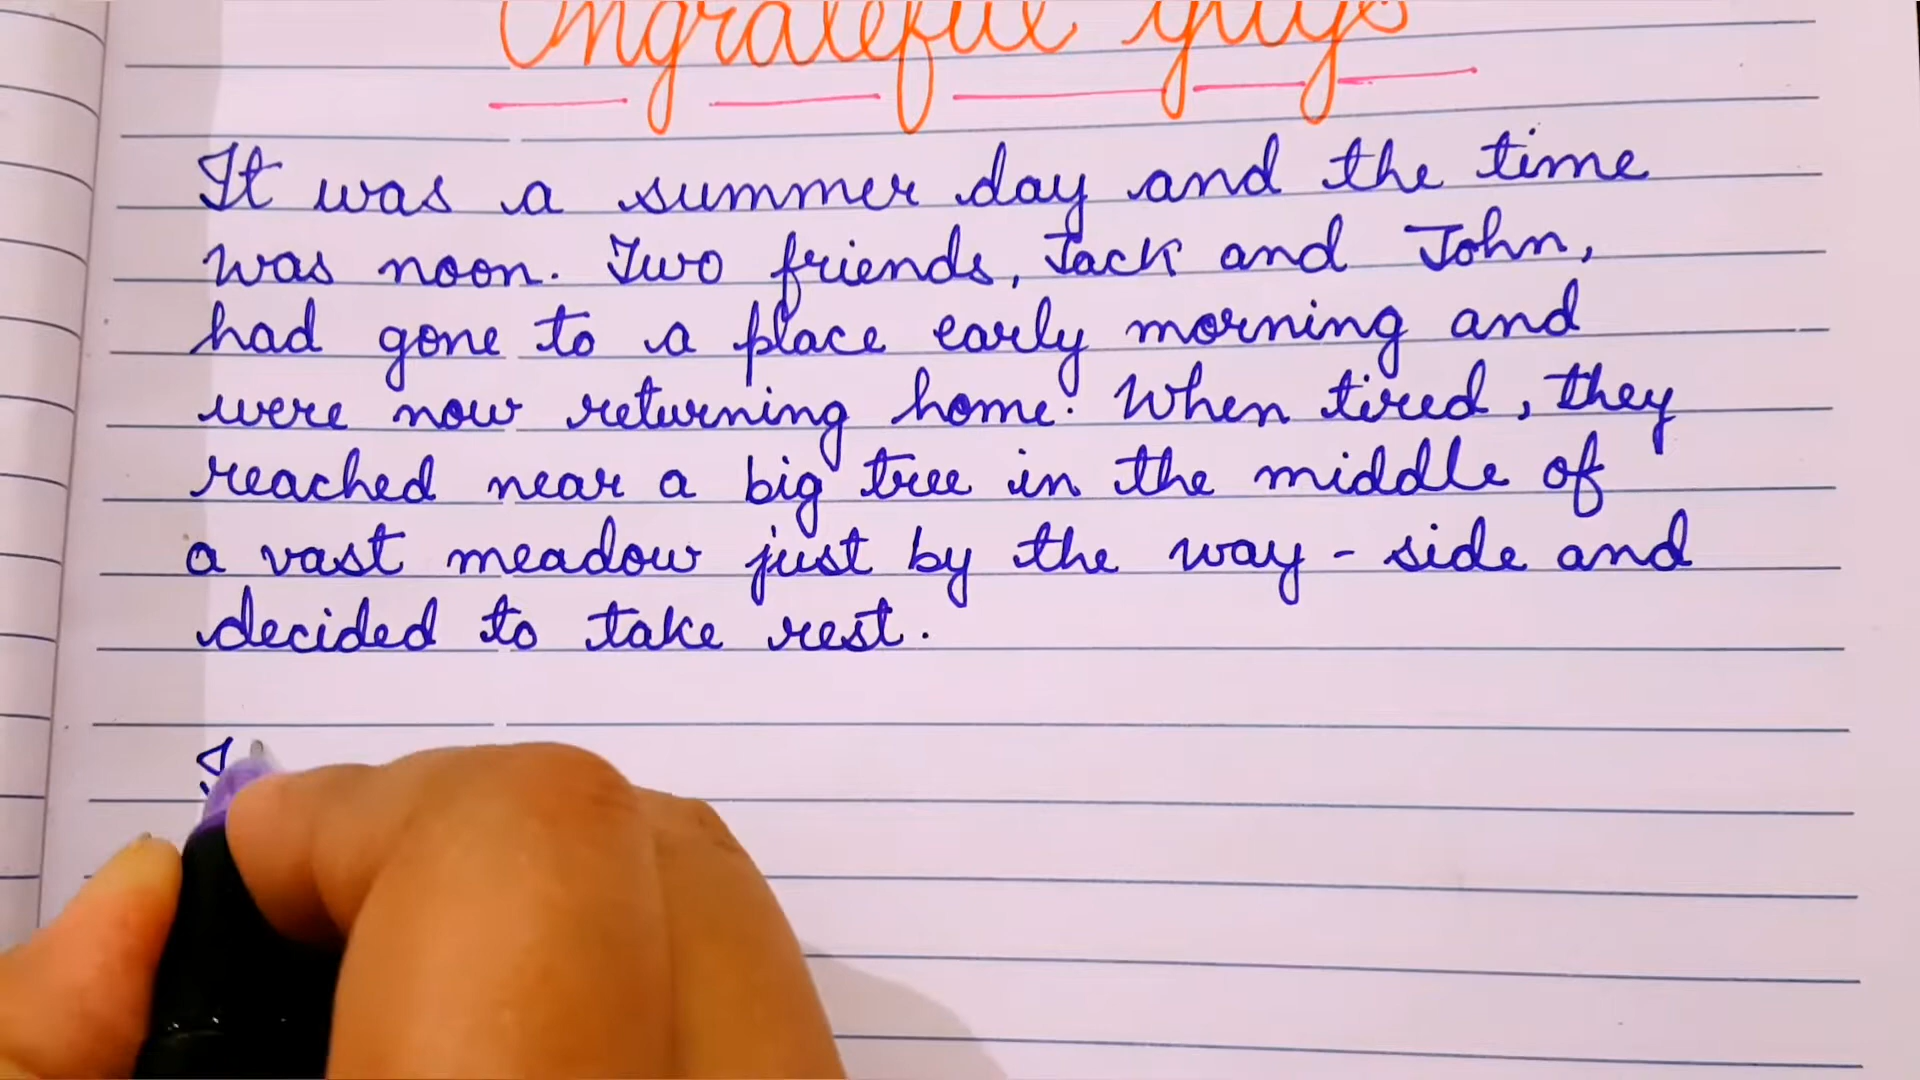 Ungrateful guys
It was a summer day and the time
was noon. Two friends, Jack and John,
had gone to a place early morning and
were now returning home. When tired, they
reached near a big tree in the middle of
a vast meadow just by the way - side and
decided to take rest.